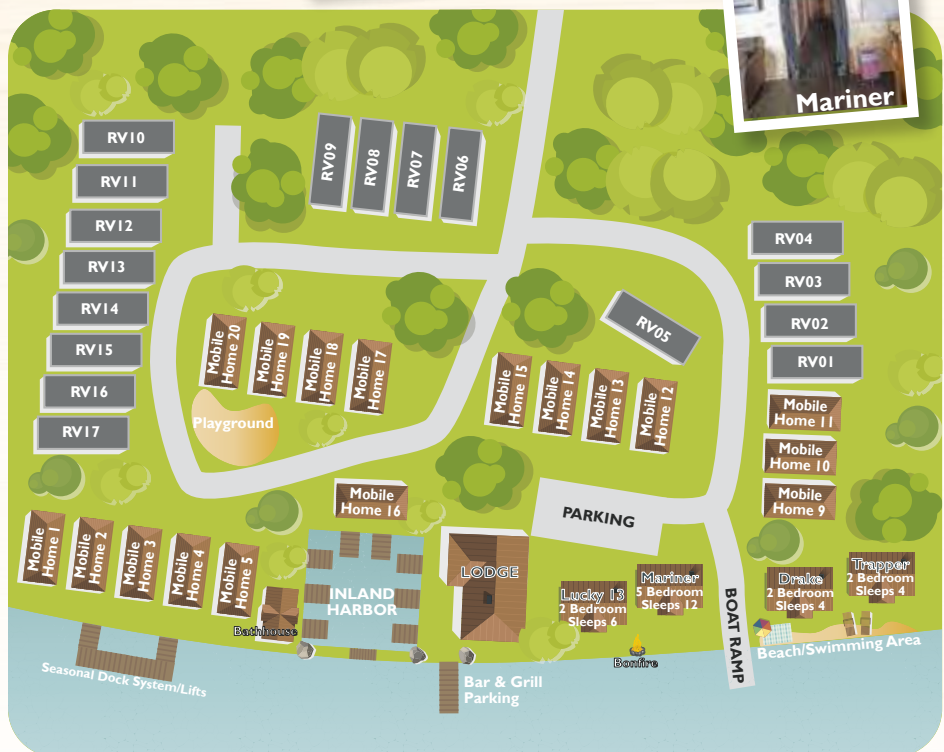 Mariner
RV10
RV11
RV12
RV13
RV14
RV15
RV16
RV17
RV09
RV08
RV07
RV06
RV04
RV03
RV02
RV01
RV05
Mobile
Home 20
Mobile
Home 19
Mobile
Home 18
Mobile
Home 17
Playground
Mobile
Home 15
Mobile
Home 14
Mobile
Home 13
Mobile
Home 12
Mobile
Home 11
Mobile
Home 10
Mobile
Home 9
Mobile
Home 16
PARKING
Mobile
Home 1
Mobile
Home 2
Mobile
Home 3
Mobile
Home 4
Mobile
Home 5
Bathhouse
INLAND
HARBOR
LODGE
Lucky 13
2 Bedroom
Sleeps 6
Mariner
5 Bedroom
Sleeps 12
BOAT RAMP
Drake
2 Bedroom
Sleeps 4
Trapper
2 Bedroom
Sleeps 4
Beach/Swimming Area
Bonfire
Seasonal Dock System/Lifts
Bar & Grill
Parking